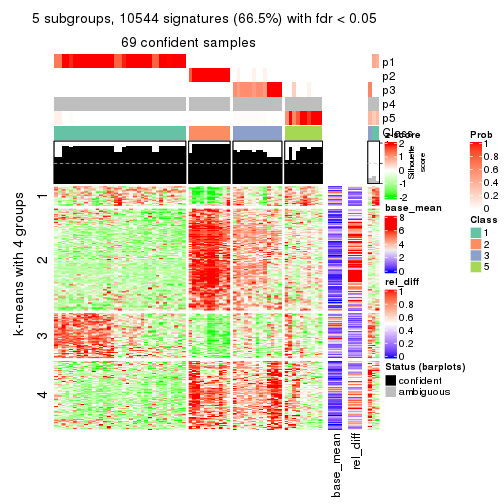 5 subgroups, 10544 signatures (66.5%) with fdr < 0.05
69 confident samples
p1
p2
p3
p4
p5
Class
1
2
3
4
k-means with 4 groups
base_mean
rel_diff
z-score
2
1
0
-1
-2
Silhouette
score
base_mean
8
6
4
2
0
rel_diff
1
0.8
0.6
0.4
0.2
0
Prob
1
0.8
0.6
0.4
0.2
0
Class
1
2
3
5
Status (barplots)
confident
ambiguous